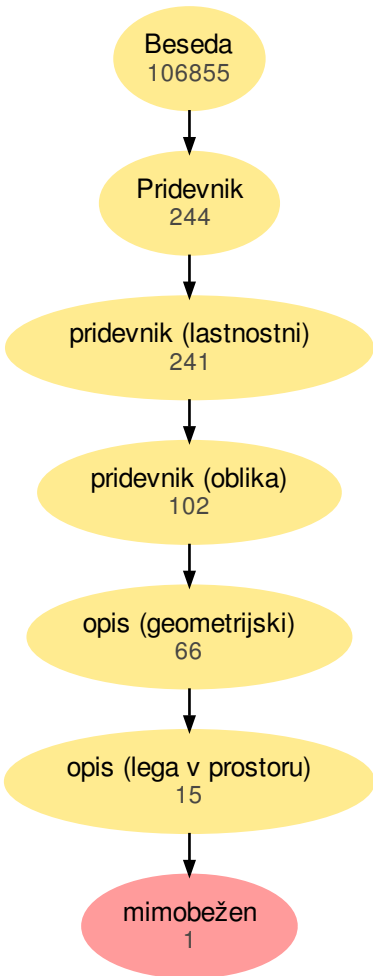 Beseda
106855
Pridevnik
244
pridevnik (lastnostni)
241
pridevnik (oblika)
102
opis (geometrijski)
66
opis (lega v prostoru)
15
mimobežen
1